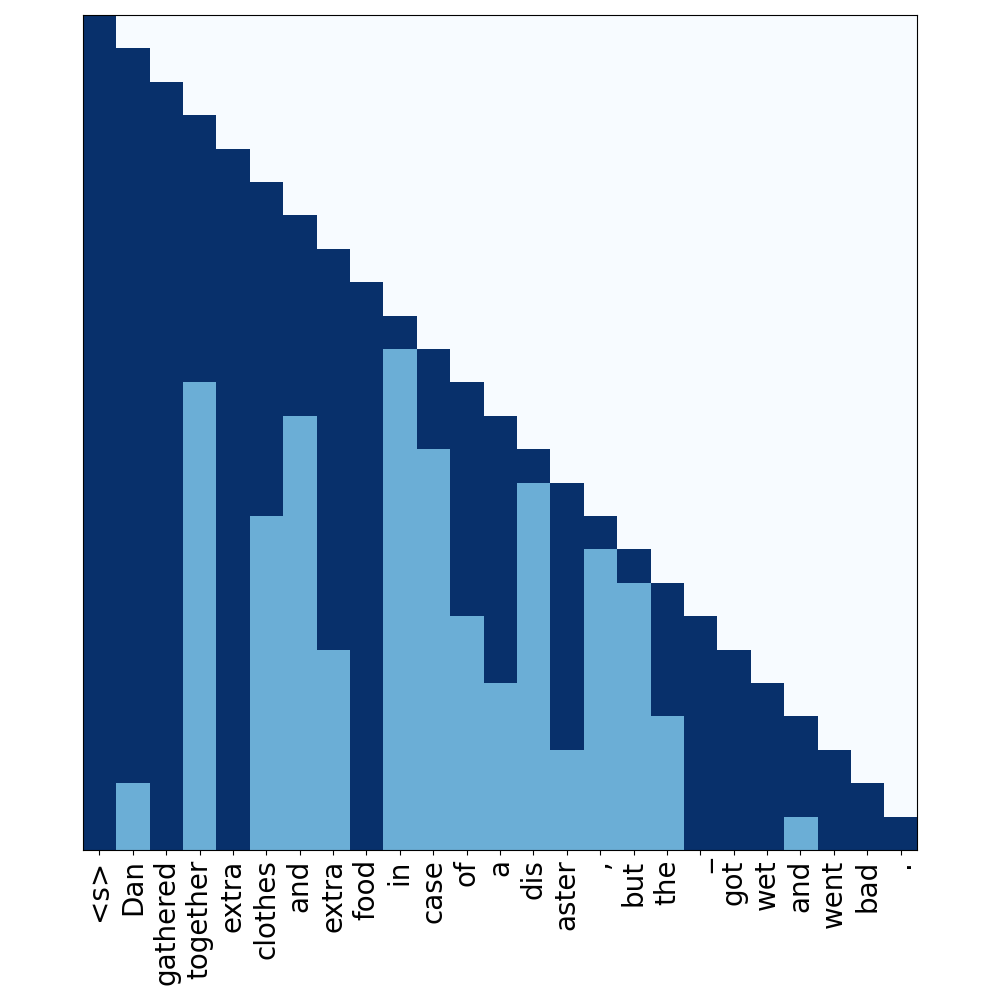 <s> Dan gathered together extra clothes and extra food in case of a dis aster , but the _ got wet and went bad .